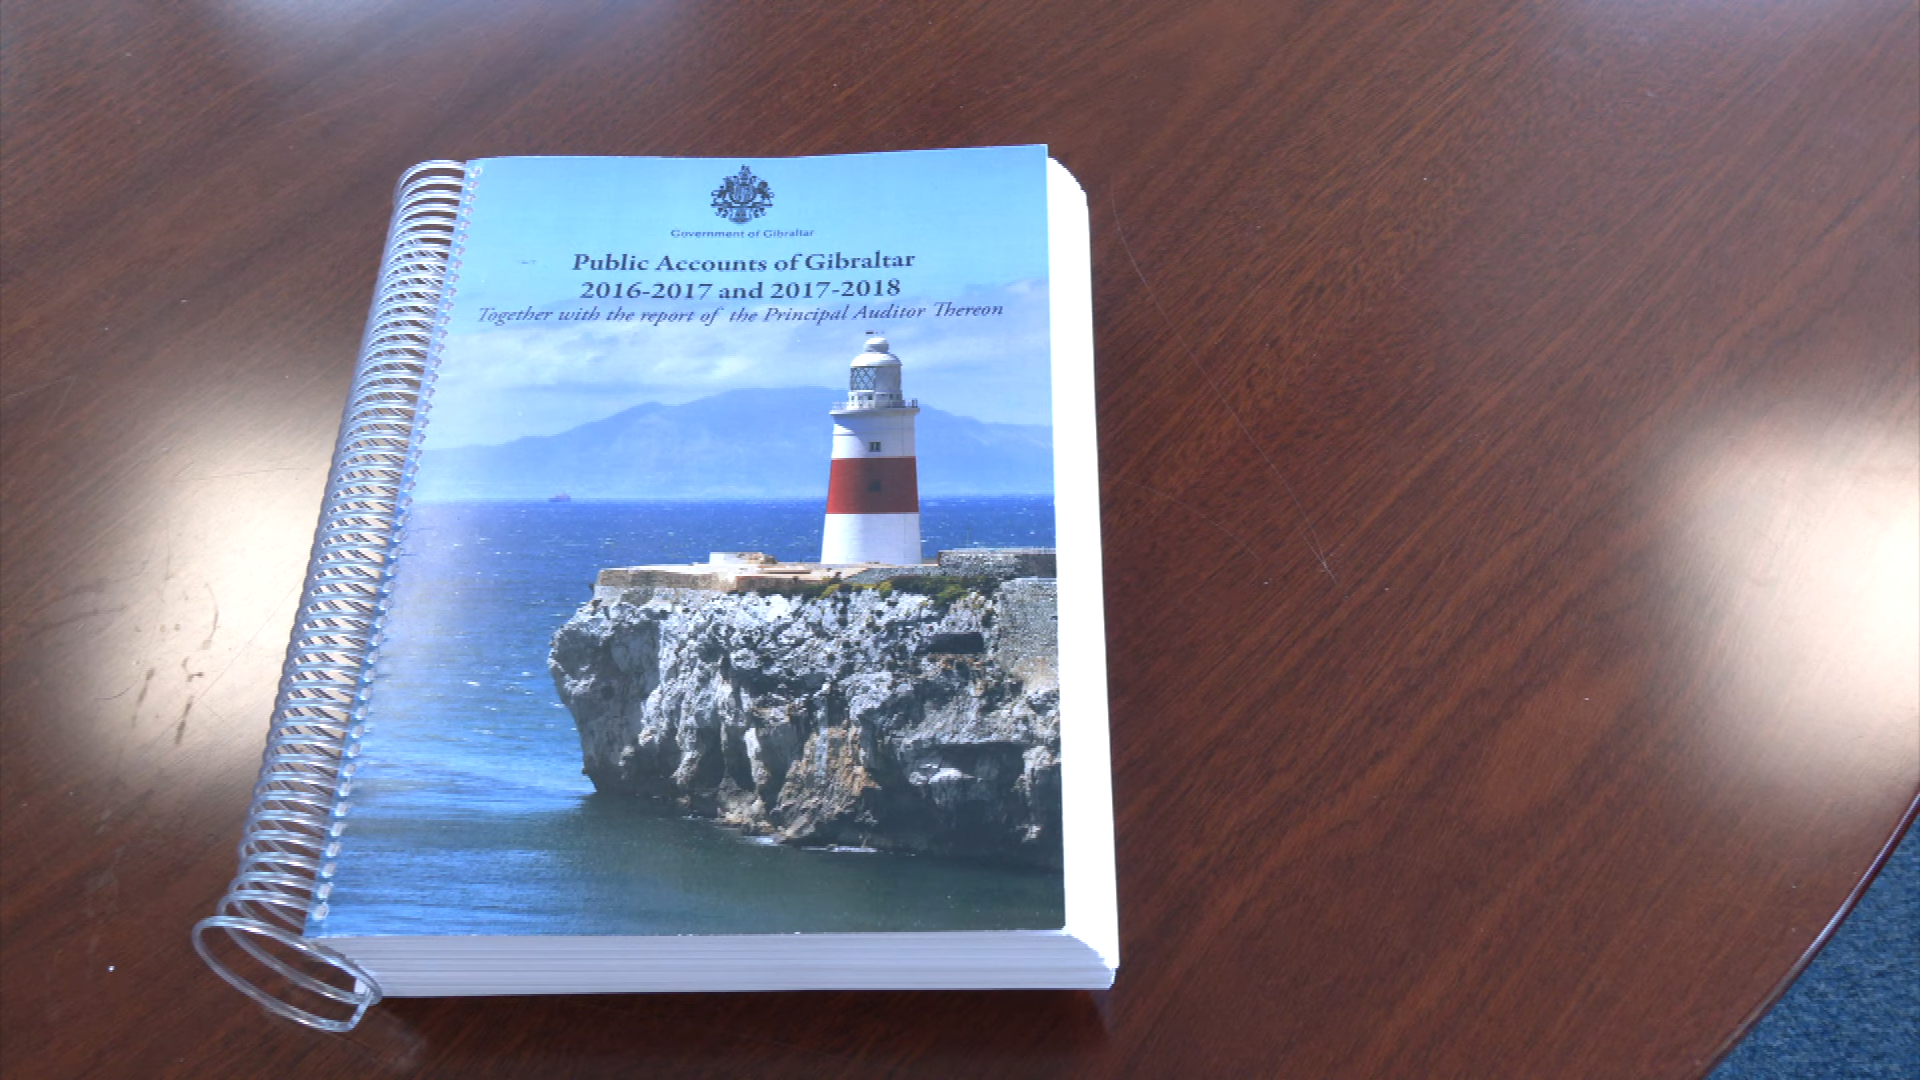 Government of Gibraltar
Public Accounts of Gibraltar
2016-2017 and 2017-2018
Together with the report of the Principal Auditor Thereon